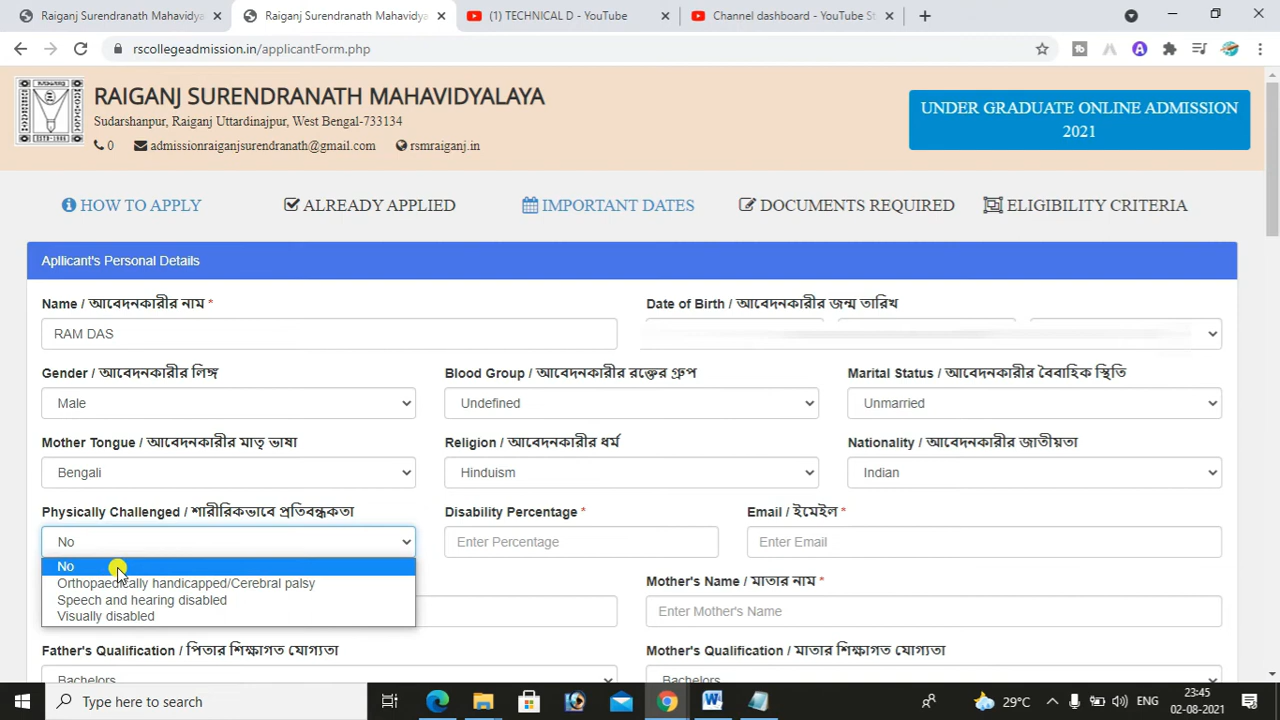 Raiganj Surendranath Mahavidya
Raiganj Surendranath Mahavidya
(1) TECHNICAL D - YouTube
Channel dashboard - YouTube St
rscollegeadmission.in/applicantForm.php
RAIGANJ SURENDRANATH MAHAVIDYALAYA
Sudarshanpur, Raiganj Uttardinajpur, West Bengal-733134
0 admissionraiganjsurendranath@gmail.com rsmraiganj.in
UNDER GRADUATE ONLINE ADMISSION
2021
HOW TO APPLY ALREADY APPLIED IMPORTANT DATES DOCUMENTS REQUIRED ELIGIBILITY CRITERIA
Apllicant's Personal Details
Name / আবেদনকারীর নাম * Date of Birth / আবেদনকারীর জন্ম তারিখ
RAM DAS
Gender / আবেদনকারীর লিঙ্গ Blood Group / আবেদনকারীর রক্তের গ্রুপ Marital Status / আবেদনকারীর বৈবাহিক স্থিতি
Male Undefined Unmarried
Mother Tongue / আবেদনকারীর মাতৃ ভাষা Religion / আবেদনকারীর ধর্ম Nationality / আবেদনকারীর জাতীয়তা
Bengali Hinduism Indian
Physically Challenged / শারীরিকভাবে প্রতিবন্ধকতা Disability Percentage * Email / ইমেইল *
No Enter Percentage Enter Email
No
Orthopaedically handicapped/Cerebral palsy
Speech and hearing disabled
Visually disabled
Mother's Name / মাতার নাম *
Enter Mother's Name
Father's Qualification / পিতার শিক্ষাগত যোগ্যতা Mother's Qualification / মাতার শিক্ষাগত যোগ্যতা
Bachelors Bachelors
Type here to search
29°C ENG
23:45
02-08-2021